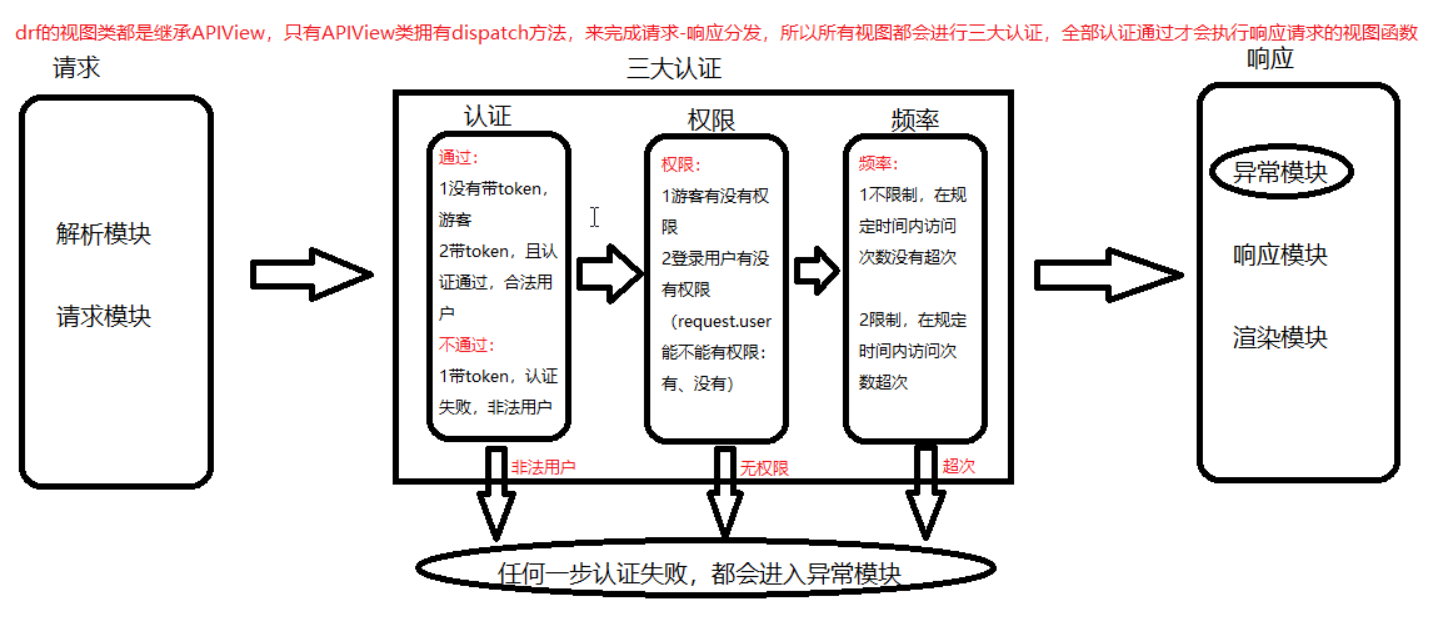 drf的视图类都是继承APIView，只有APIView类拥有dispatch方法，来完成请求-响应分发，所以所有视图都会进行三大认证，全部认证通过才会执行响应请求的视图函数
请求
解析模块
请求模块
三大认证
认证
通过：
1没有带token，
游客
2带token，且认
证通过，合法用
户
不通过：
1带token，认证
失败，非法用户
权限
权限：
1游客有没有权
限
2登录用户有没
有权限
（request.user
能不能有权限：
有、没有）
频率
频率：
1不限制，在规
定时间内访问
次数没有超次
2限制，在规定
时间内访问次
数超次
非法用户
无权限
超次
任何一步认证失败，都会进入异常模块
响应
异常模块
响应模块
渲染模块